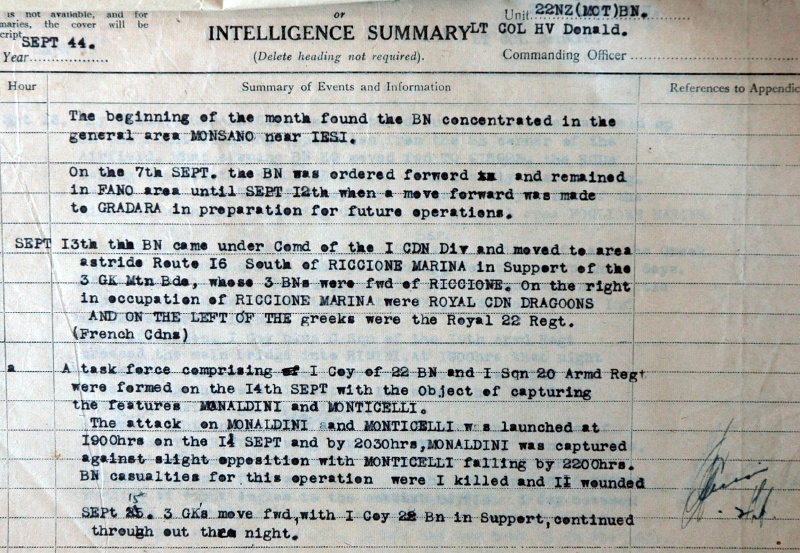 is not available, and for
maries, the cover will be
cript.
SEPT 44.
Year
or
INTELLIGENCE SUMMARY
(Delete heading not required).
Unit 22NZ(MOT)BN.
LT COL HV Denald.
Commanding Officer
Hour
Summary of Events and Information
References to Appendic
The beginning of the month found the BN concentrated in the
general area MONSANO near IESI.
On the 7th SEPT. the BN was ordered forwerd and remained
in FANO area until SEPT I2th when a move forward was made
to GRADARA in preparation for future operations.
SEPT I3th the BN came under Comd of the I CDN Div and moved to area
astride Route I6 South of RICCIONE MARINA in Support of the
3 GK Mtn Bde, whose 3 BNs were fwd of RICCIONE. On the right
in occupation of RICCIONE MARINA were ROYAL CDN DRAGOONS
AND ON THE LEFT OF THE greeks were the Royal 22 Regt.
(French Cdns)
a A task force comprising of I Coy of 22 BN and I Sqn 20 Armd Regt
were formed on the I4th SEPT with the Object of capturing
the features MONALDINI and MONTICELLI.
The attack on MONALDINI and MONTICELLI was launched at
I900hrs on the I4 SEPT and by 2030hrs,MONALDINI was captured
against slight opposition with MONTICELLI falling by 2200hrs.
BN casualties for this operation were I killed and II wounded
SEPT 15. 3 GKs move fwd,with I Coy 22 Bn in Support,continued
through out the night.